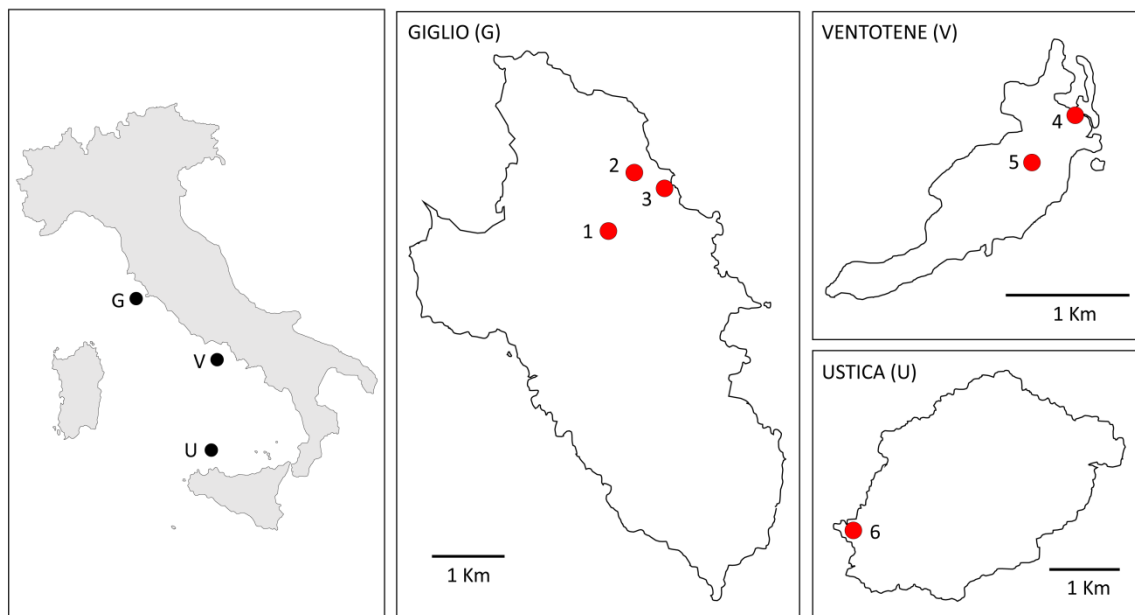 G
V
U
GIGLIO (G)
2
3
1
1 Km
VENTOTENE (V)
4
5
1 Km
USTICA (U)
6
1 Km